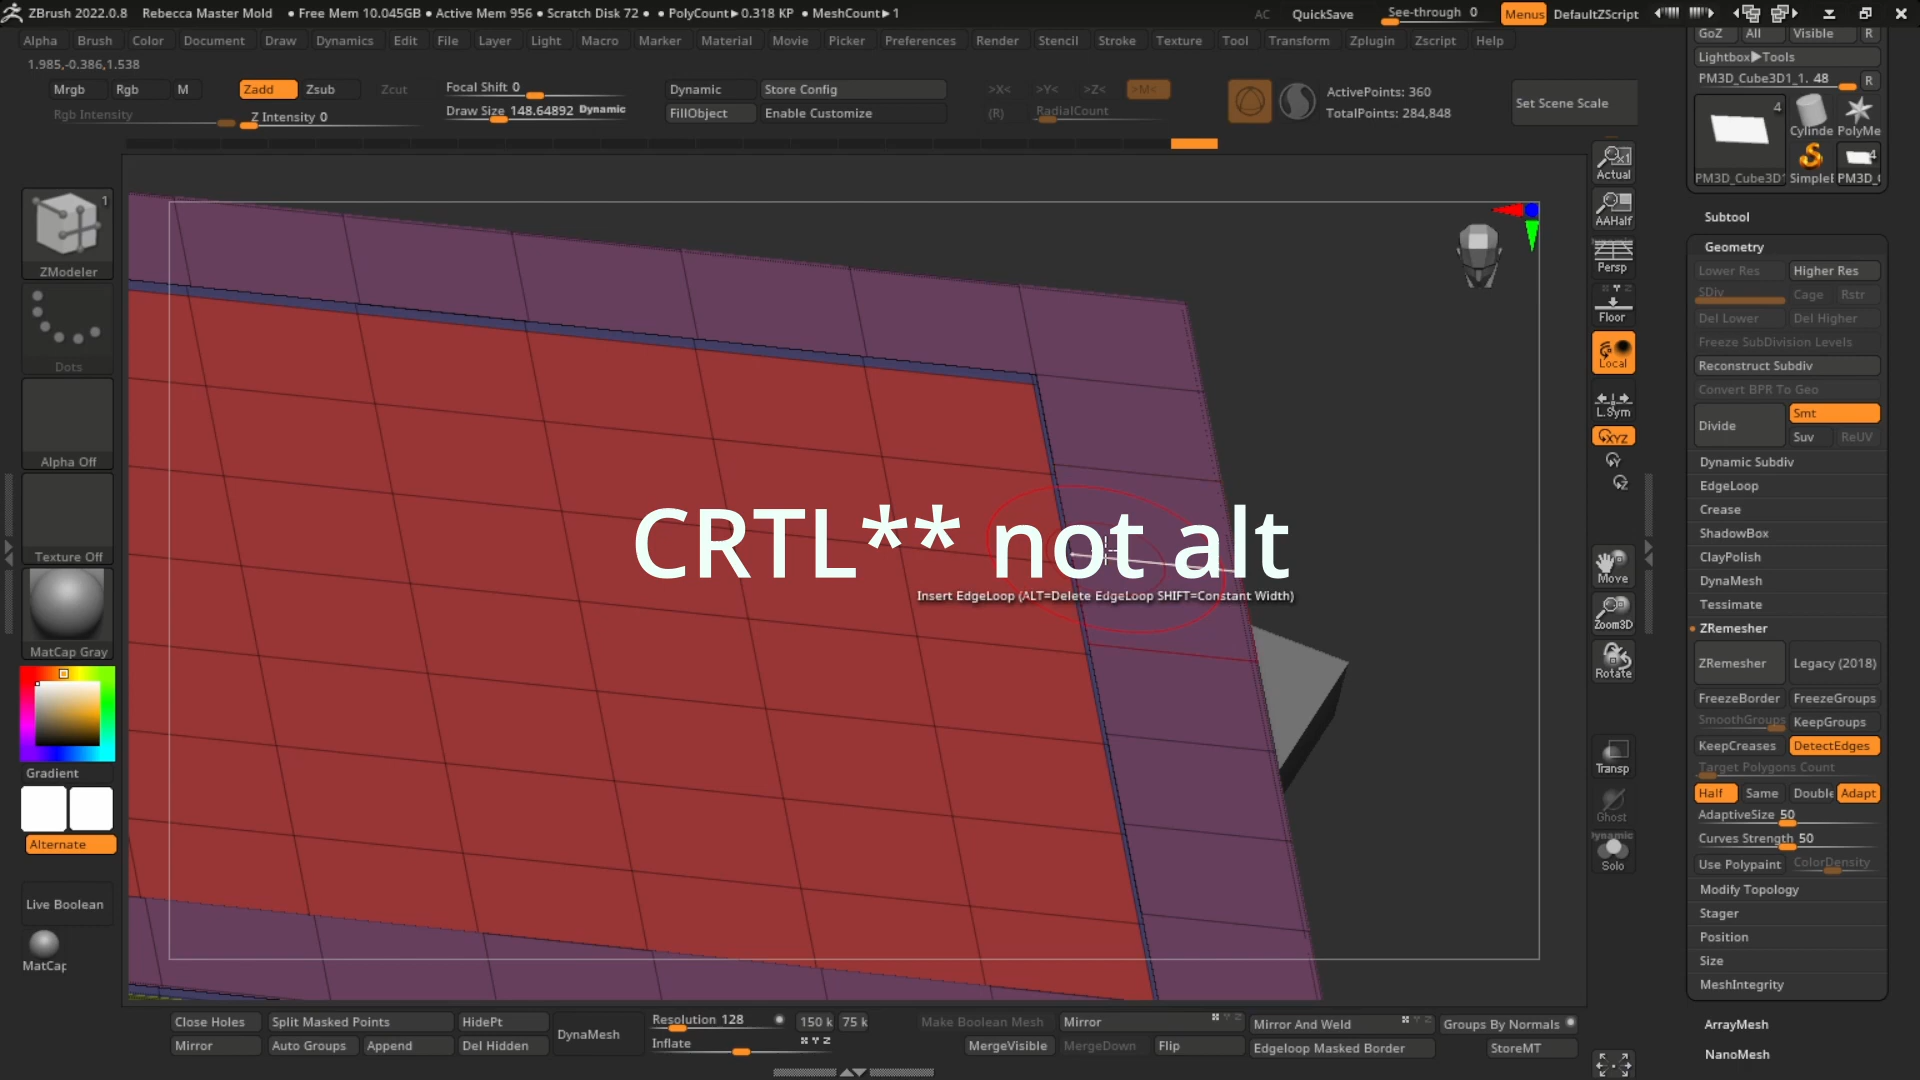 ZBrush 2022.0.8 Rebecca Master Mold • Free Mem 10.045GB • Active Mem 956 • Scratch Disk 72 • • PolyCount▶0.318 KP • MeshCount▶1 AC QuickSave See-through 0 Menus DefaultZScript
Alpha Brush Color Document Draw Dynamics Edit File Layer Light Macro Marker Material Movie Picker Preferences Render Stencil Stroke Texture Tool Transform Zplugin Zscript Help
1.985,-0.386,1.538
Mrgb Rgb M Zadd Zsub Zcut Focal Shift 0 Dynamic Store Config >X< >Y< >Z< >M< ActivePoints: 360
Rgb Intensity Z Intensity 0 Draw Size 148.64892 Dynamic FillObject Enable Customize (R) RadialCount TotalPoints: 284,848
Set Scene Scale
GoZ All Visible R
Lightbox▶Tools
PM3D_Cube3D1_1. 48 R
4
Cylinde PolyMe
4
PM3D_Cube3D1 SimpleB PM3D_C
Subtool
Geometry
Lower Res Higher Res
SDiv Cage Rstr
Del Lower Del Higher
Freeze SubDivision Levels
Reconstruct Subdiv
Convert BPR To Geo
Divide Smt
Suv ReUV
Dynamic Subdiv
EdgeLoop
Crease
ShadowBox
ClayPolish
DynaMesh
Tessimate
ZRemesher
ZRemesher Legacy (2018)
FreezeBorder FreezeGroups
SmoothGroups KeepGroups
KeepCreases DetectEdges
Target Polygons Count
Half Same Double Adapt
AdaptiveSize 50
Curves Strength 50
Use Polypaint ColorDensity
Modify Topology
Stager
Position
Size
MeshIntegrity
ArrayMesh
NanoMesh
1
ZModeler
Dots
Alpha Off
Texture Off
MatCap Gray
Gradient
Alternate
Live Boolean
MatCap
CRTL** not alt
Insert EdgeLoop (ALT=Delete EdgeLoop SHIFT=Constant Width)
Actual
AAHalf
Dynamic
Persp
Floor
Local
L.Sym
XYZ
Y
Z
Move
Zoom3D
Rotate
Transp
Ghost
Dynamic
Solo
Close Holes Split Masked Points HidePt DynaMesh Resolution 128 150 k 75 k Make Boolean Mesh Mirror Mirror And Weld Groups By Normals
Mirror Auto Groups Append Del Hidden Inflate X Y Z MergeVisible MergeDown Flip Edgeloop Masked Border StoreMT